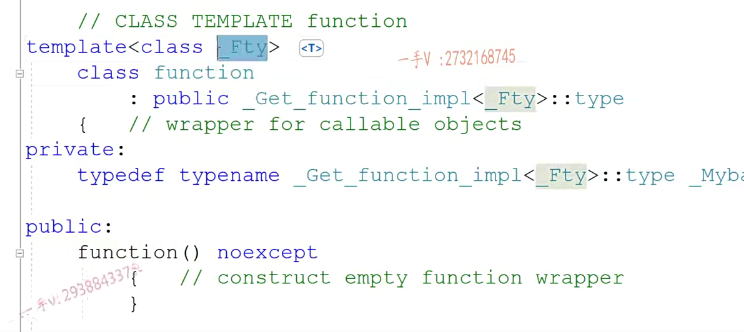 // CLASS TEMPLATE function
template<class _Fty> <T>
一手V :2732168745
class function
: public _Get_function_impl<_Fty>::type
{ // wrapper for callable objects
private:
typedef typename _Get_function_impl<_Fty>::type _Myba
public:
function() noexcept
{ // construct empty function wrapper
一手v:2938843378
}